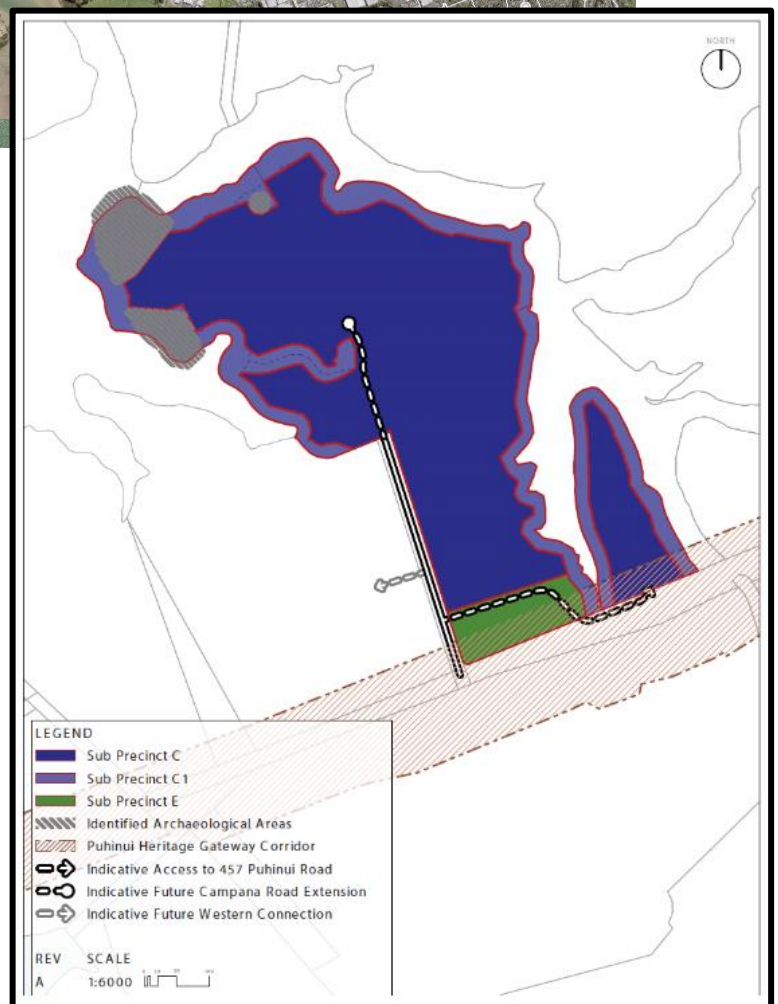 NORTH
LEGEND
Sub Precinct C
Sub Precinct C1
Sub Precinct E
Identified Archaeological Areas
Puhinui Heritage Gateway Corridor
Indicative Access to 457 Puhinui Road
Indicative Future Campana Road Extension
Indicative Future Western Connection
REV SCALE
A 1:6000